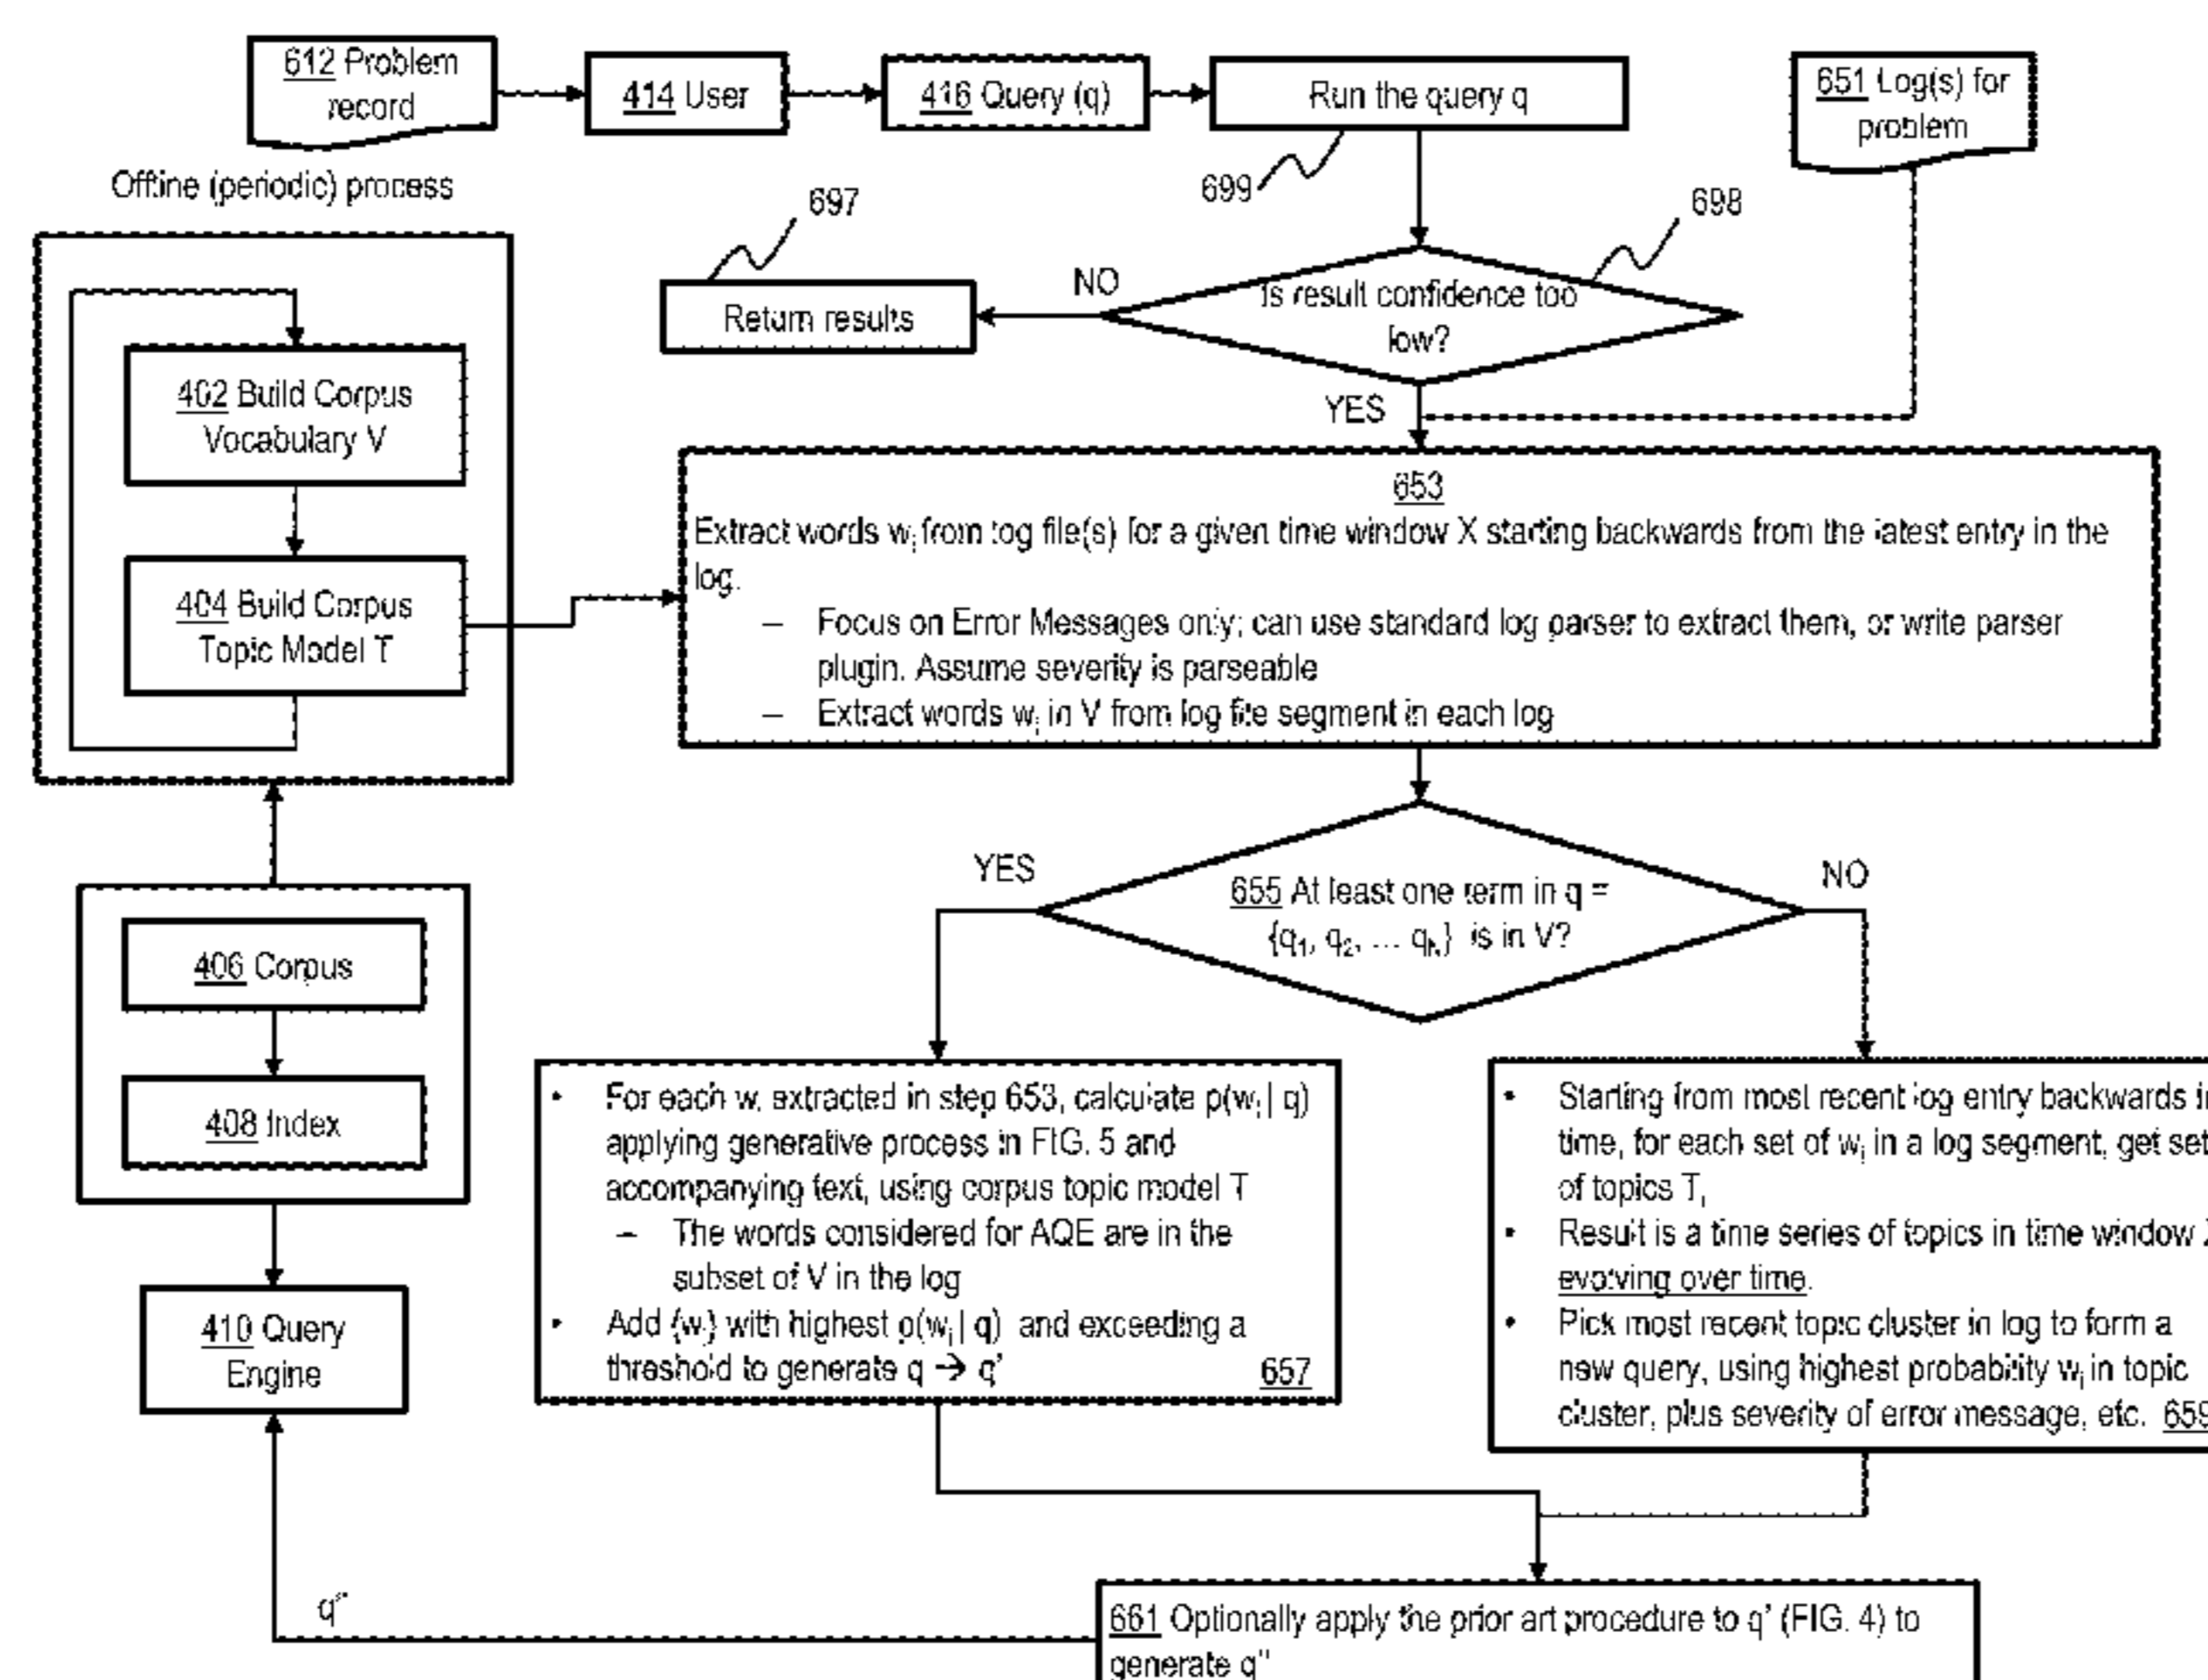 612 Problem
record
414 User
416 Query (q)
Run the query q
651 Log(s) for
problem
Offline (periodic) process
699
697
698
NO
Is result confidence too
low?
Return results
YES
402 Build Corpus
Vocabulary V
404 Build Corpus
Topic Model T
653
Extract words wi from log file(s) for a given time window X starting backwards from the latest entry in the
log.
– Focus on Error Messages only; can use standard log parser to extract them, or write parser
plugin. Assume severity is parseable
– Extract words wi in V from log file segment in each log
YES
NO
655 At least one term in q =
{q1, q2, ... qN} is in V?
406 Corpus
408 Index
410 Query
Engine
• For each wi extracted in step 653, calculate p(wi | q)
applying generative process in FIG. 5 and
accompanying text, using corpus topic model T
– The words considered for AQE are in the
subset of V in the log
• Add {wi} with highest p(wi | q) and exceeding a
threshold to generate q → q'
657
• Starting from most recent log entry backwards in
time, for each set of wi in a log segment, get set
of topics Ti
• Result is a time series of topics in time window
evolving over time.
• Pick most recent topic cluster in log to form a
new query, using highest probability wi in topic
cluster, plus severity of error message, etc. 659
q''
661 Optionally apply the prior art procedure to q' (FIG. 4) to
generate q''